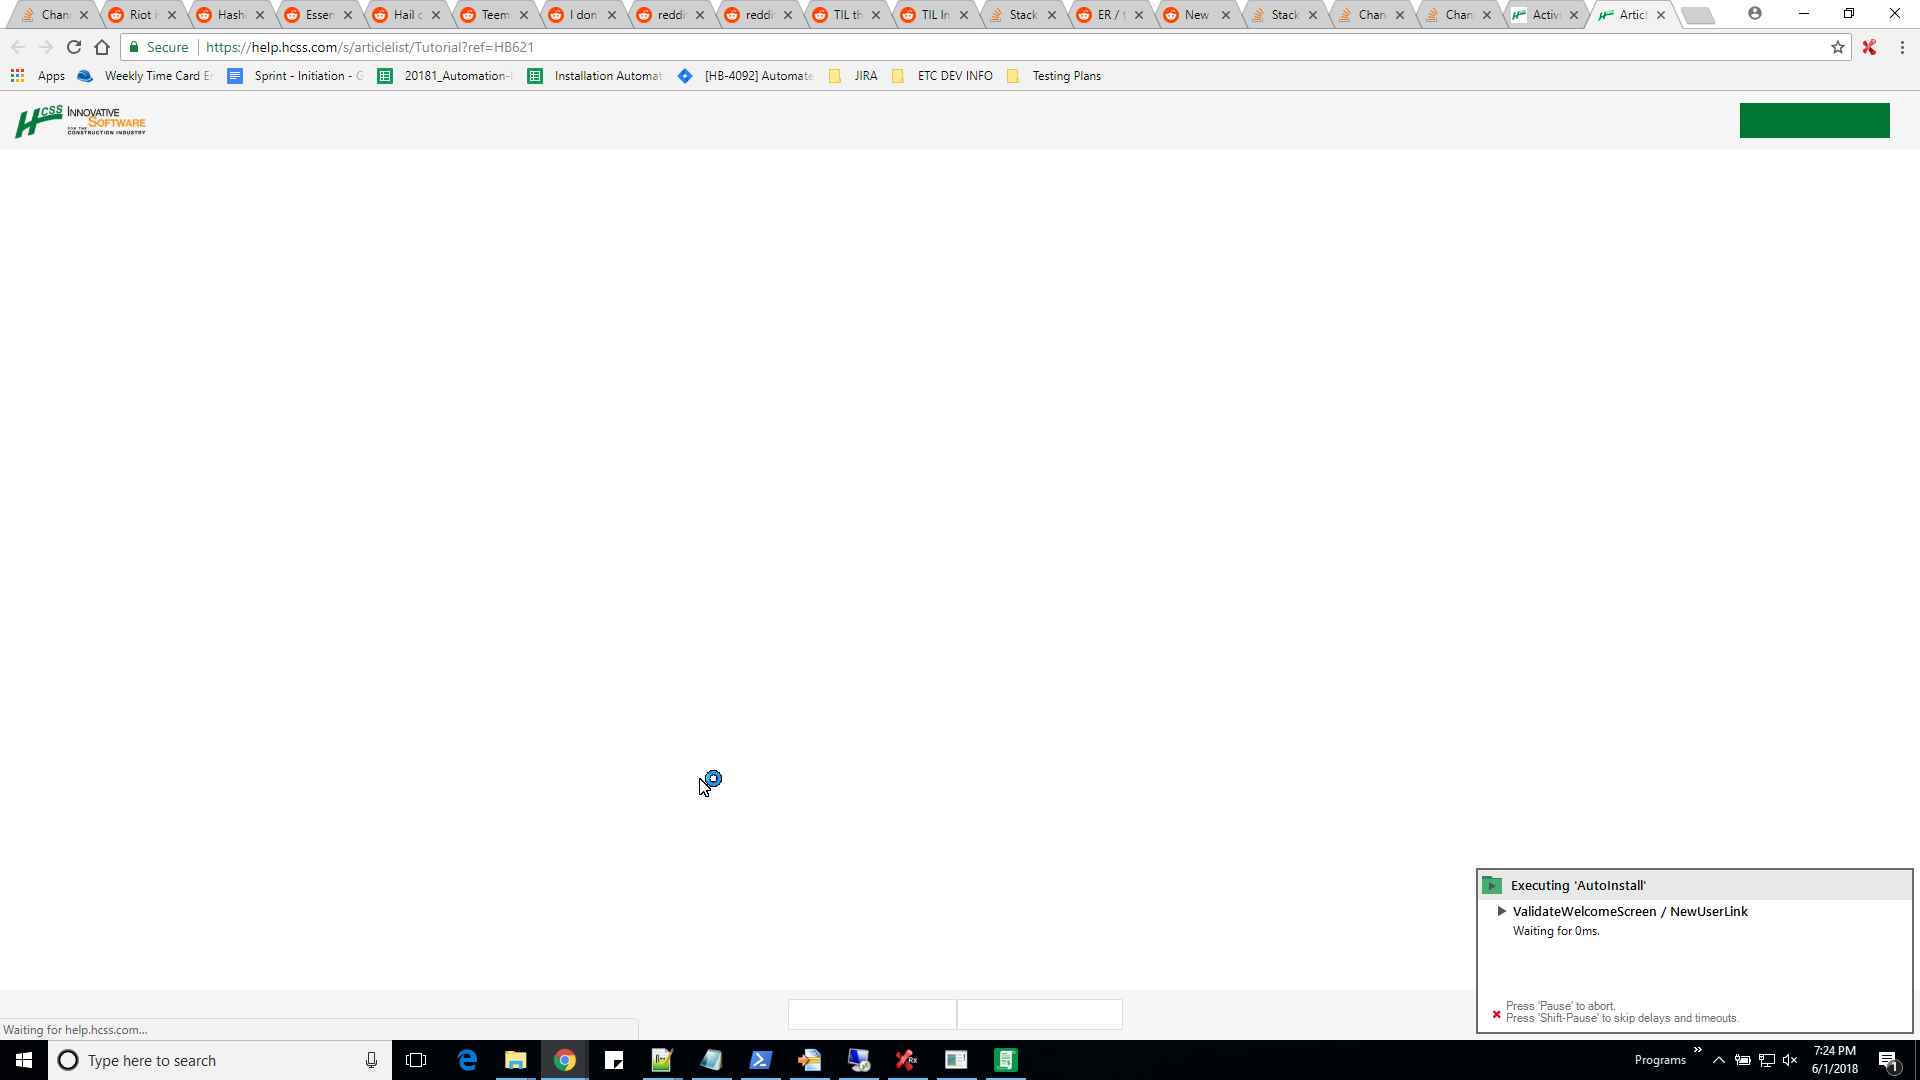 Chan
Riot
Hash
Essen
Hail c
Teem
I don
reddi
reddi
TIL th
TIL In
Stack
ER /
New
Stack
Chan
Chan
Activi
Articl
Secure
https://help.hcss.com/s/articlelist/Tutorial?ref=HB621
Apps
Weekly Time Card En
Sprint - Initiation - G
20181_Automation-
Installation Automat
[HB-4092] Automate
JIRA
ETC DEV INFO
Testing Plans
HCSS
INNOVATIVE
SOFTWARE
FOR THE
CONSTRUCTION INDUSTRY
Executing 'AutoInstall'
ValidateWelcomeScreen / NewUserLink
Waiting for 0ms.
Press 'Pause' to abort.
Press 'Shift-Pause' to skip delays and timeouts.
Waiting for help.hcss.com...
Type here to search
Programs
7:24 PM
6/1/2018
1